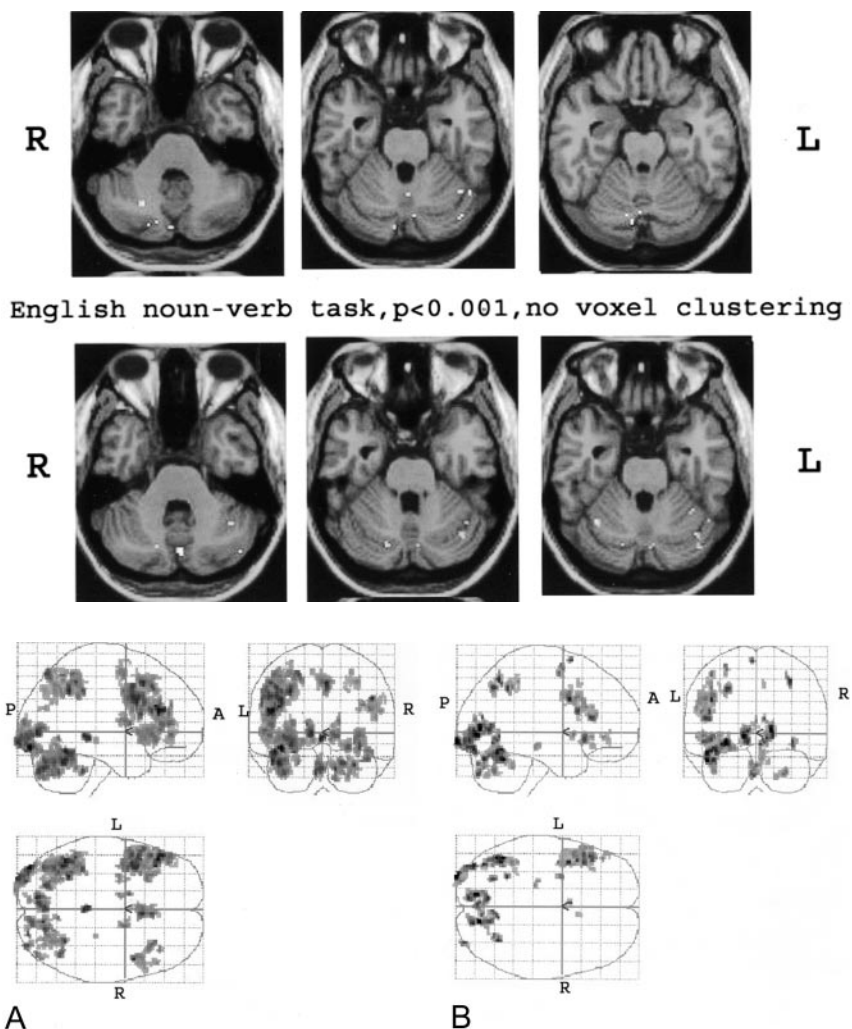 R L
English noun-verb task,p<0.001,no voxel clustering
R L
P A L R P A L R
L L
R R
A B